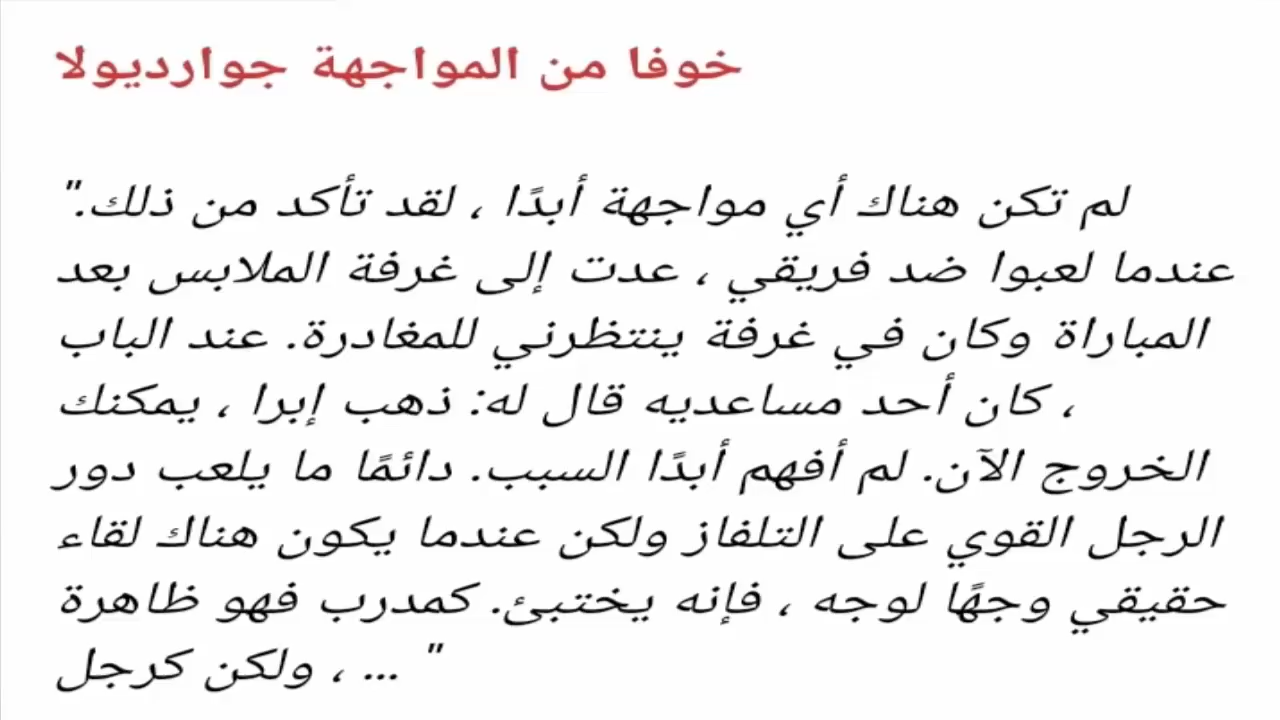 خوفا من المواجهة جوارديولا
لم تكن هناك أي مواجهة أبدًا ، لقد تأكد من ذلك."
عندما لعبوا ضد فريقي ، عدت إلى غرفة الملابس بعد
المباراة وكان في غرفة ينتظرني للمغادرة. عند الباب
، كان أحد مساعديه قال له: ذهب إبرا ، يمكنك
الخروج الآن. لم أفهم أبدًا السبب. دائمًا ما يلعب دور
الرجل القوي على التلفاز ولكن عندما يكون هناك لقاء
حقيقي وجهًا لوجه ، فإنه يختبئ. كمدرب فهو ظاهرة
" ... ، ولكن كرجل